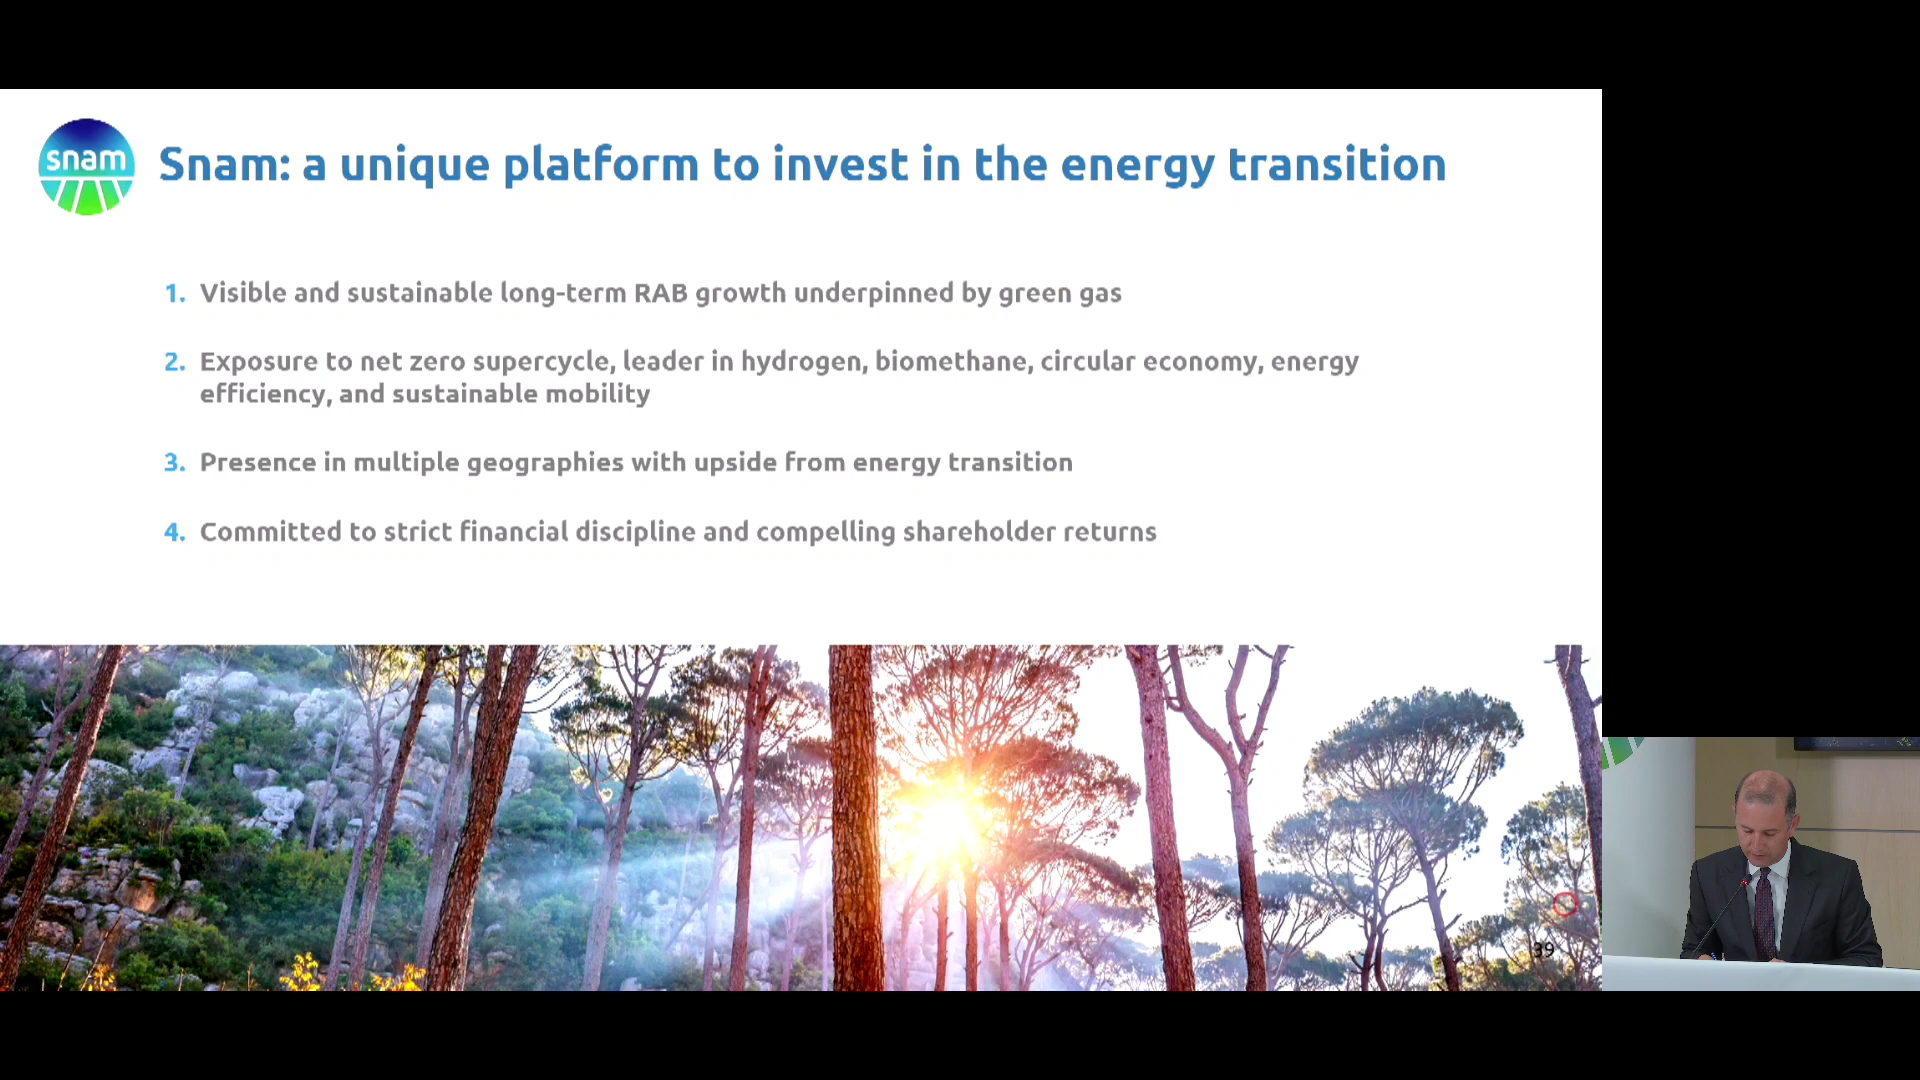 snam
Snam: a unique platform to invest in the energy transition
1. Visible and sustainable long-term RAB growth underpinned by green gas
2. Exposure to net zero supercycle, leader in hydrogen, biomethane, circular economy, energy
efficiency, and sustainable mobility
3. Presence in multiple geographies with upside from energy transition
4. Committed to strict financial discipline and compelling shareholder returns
39